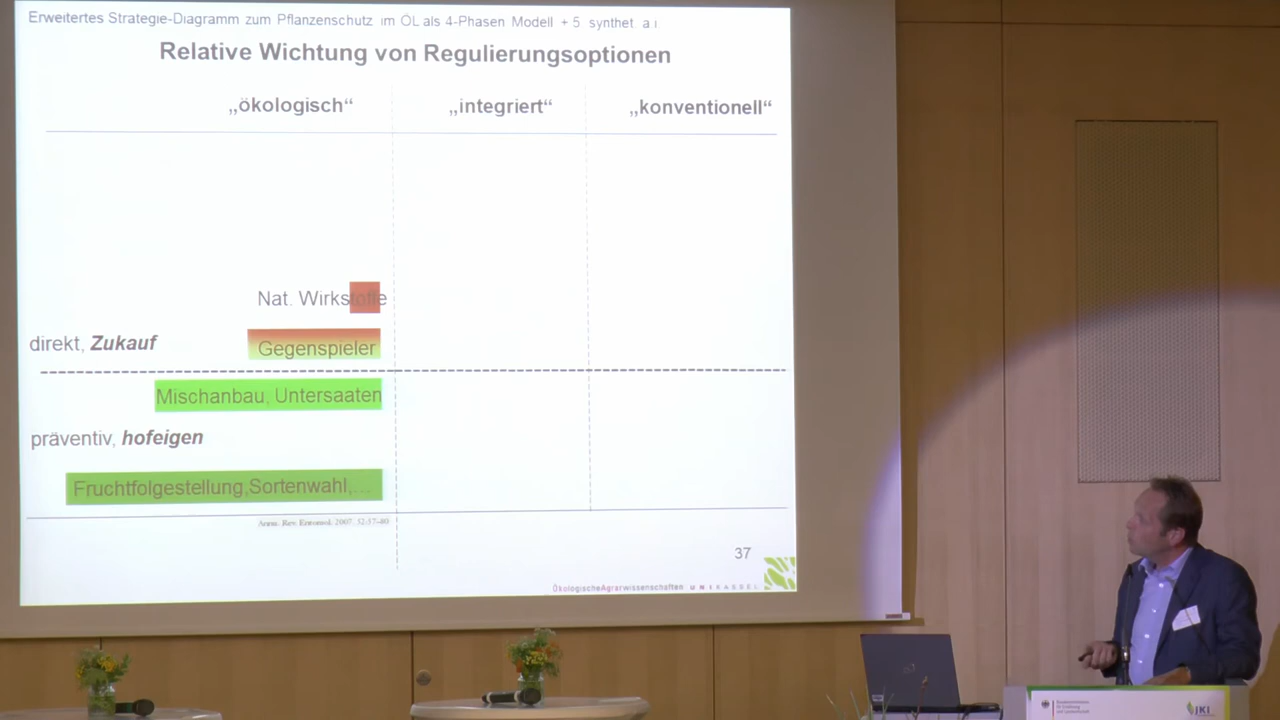 Erweitertes Strategie-Diagramm zum Pflanzenschutz im ÖL als 4-Phasen Modell + 5 synthet. a.i
Relative Wichtung von Regulierungsoptionen
„ökologisch“ „integriert“ „konventionell“
Nat. Wirkstoffe
direkt, Zukauf
Gegenspieler
Mischanbau, Untersaaten
präventiv, hofeigen
Fruchtfolgestellung,Sortenwahl,...
Annu. Rev. Entomol. 2007. 52:57–80
37
ÖkologischeAgrarwissenschaften UNIKASSEL
JKI